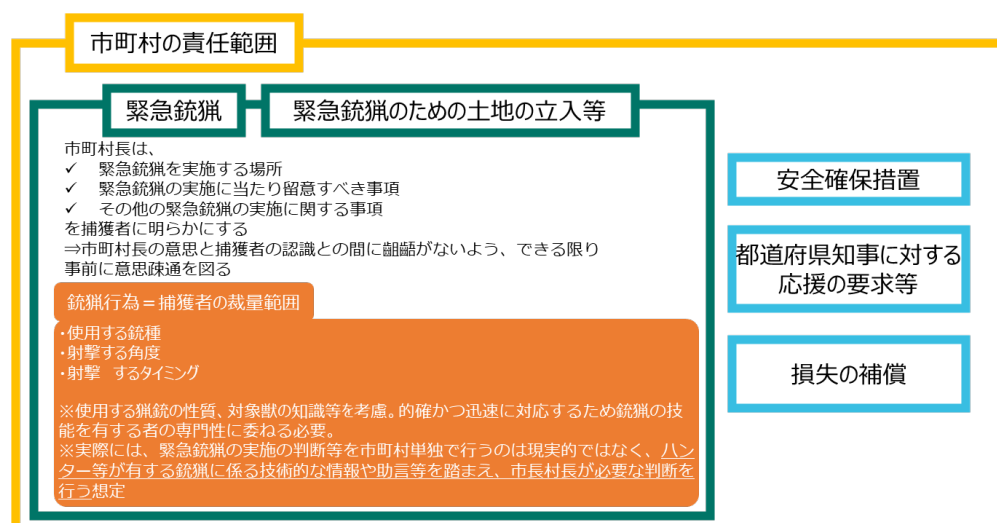 市町村の責任範囲
緊急銃猟
緊急銃猟のための土地の立入等
市町村長は、
✓ 緊急銃猟を実施する場所
✓ 緊急銃猟の実施に当たり留意すべき事項
✓ その他の緊急銃猟の実施に関する事項
を捕獲者に明らかにする
⇒市町村長の意思と捕獲者の認識との間に齟齬がないよう、できる限り
事前に意思疎通を図る
銃猟行為＝捕獲者の裁量範囲
・使用する銃種
・射撃する角度
・射撃 するタイミング
※使用する猟銃の性質、対象獣の知識等を考慮。的確かつ迅速に対応するため銃猟の技
能を有する者の専門性に委ねる必要。
※実際には、緊急銃猟の実施の判断等を市町村単独で行うのは現実的ではなく、ハン
ター等が有する銃猟に係る技術的な情報や助言等を踏まえ、市長村長が必要な判断を
行う想定
安全確保措置
都道府県知事に対する
応援の要求等
損失の補償